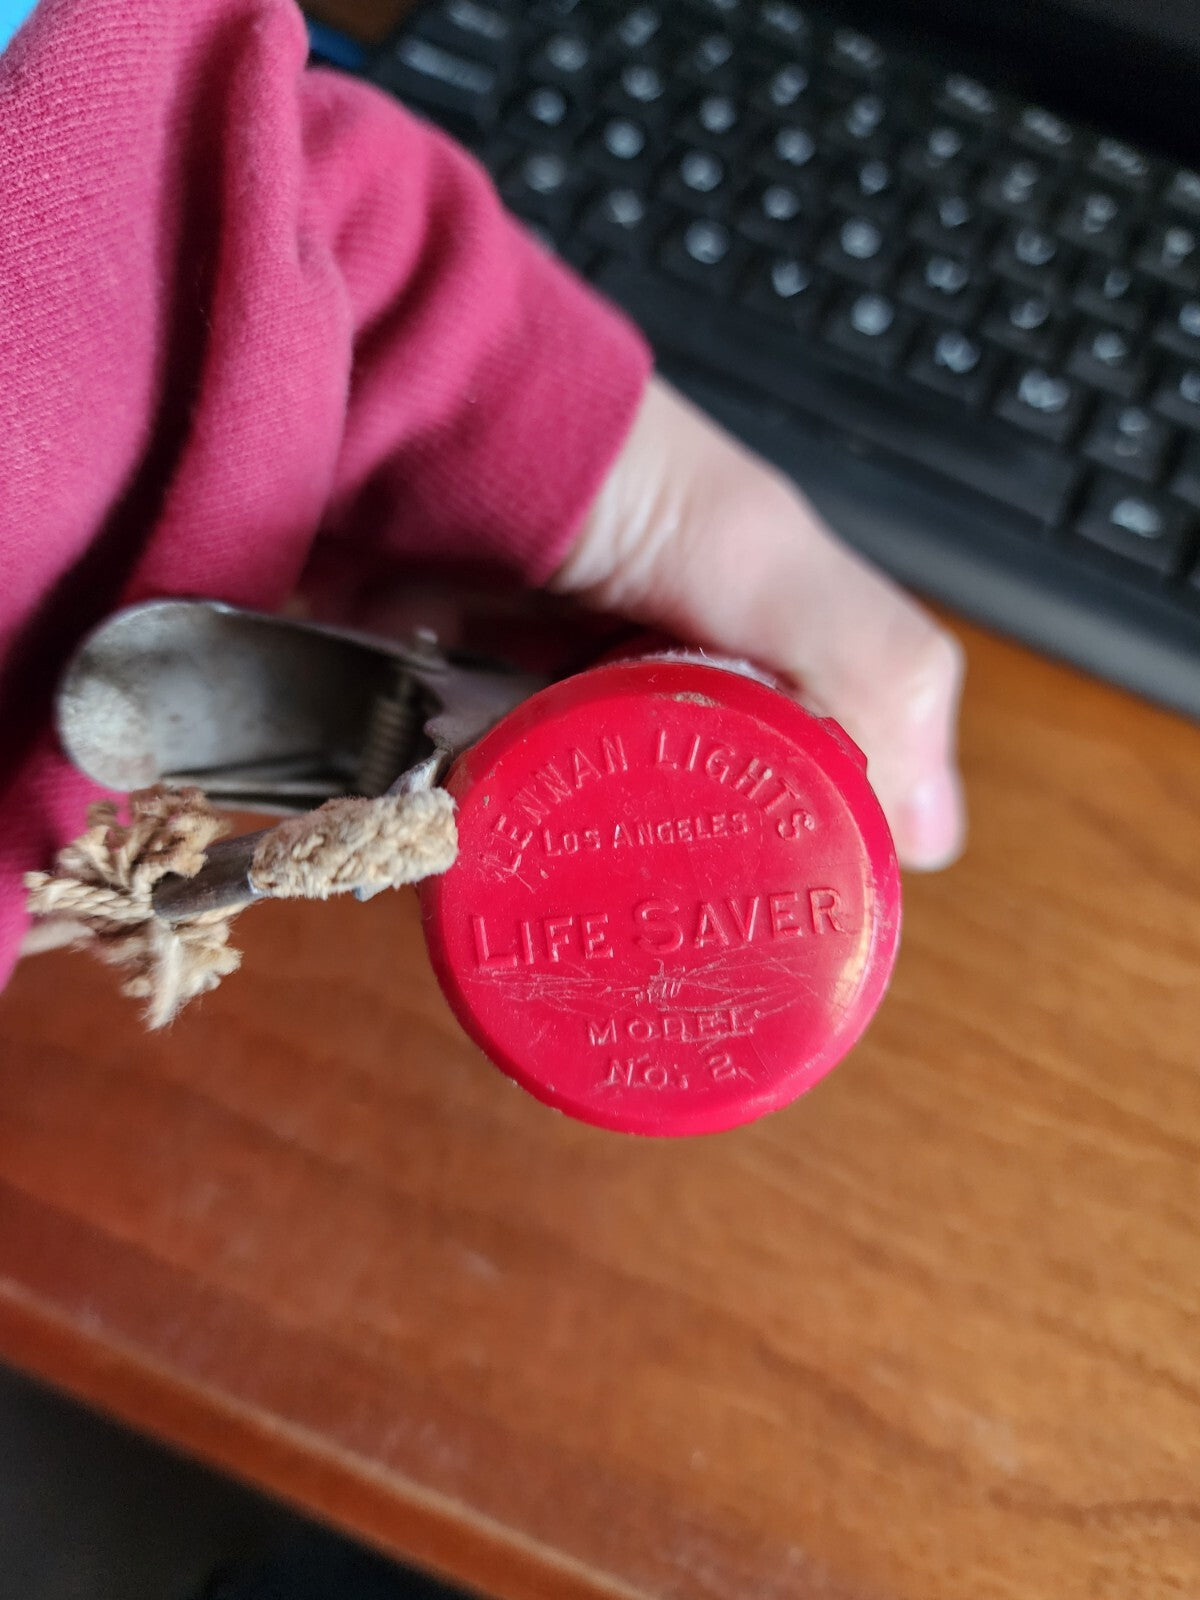 LENNAN LIGHTS
LOS ANGELES
LIFE SAVER
MODEL
NO. 2